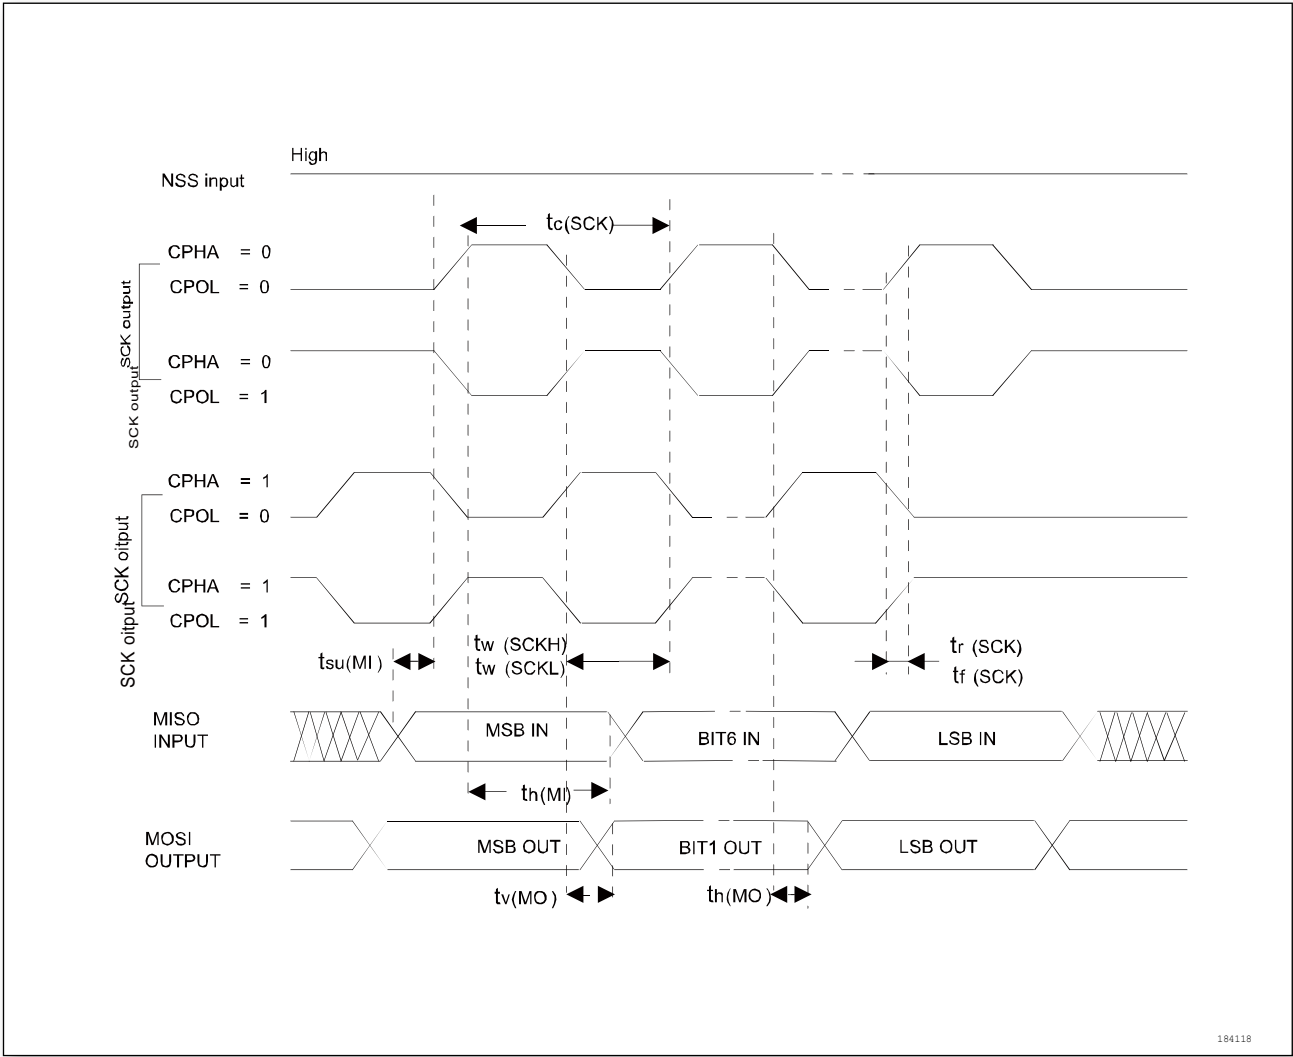 High
NSS input
tc(SCK)
CPHA = 0
CPOL = 0
SCK output
CPHA = 0
CPOL = 1
SCK output
CPHA = 1
CPOL = 0
SCK oitput
CPHA = 1
CPOL = 1
SCK oitput
tsu(MI)
tw (SCKH)
tw (SCKL)
tr (SCK)
tf (SCK)
MISO
INPUT
MSB IN
BIT6 IN
LSB IN
th(MI)
MOSI
OUTPUT
MSB OUT
BIT1 OUT
LSB OUT
tv(MO)
th(MO)
184118